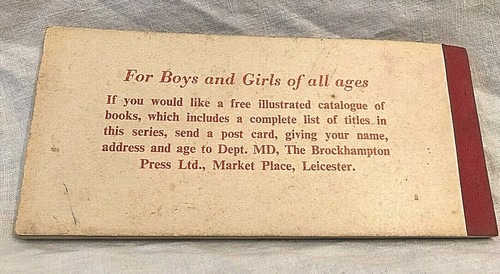 For Boys and Girls of all ages
If you would like a free illustrated catalogue of
books, which includes a complete list of titles in
this series, send a post card, giving your name,
address and age to Dept. MD, The Brockhampton
Press Ltd., Market Place, Leicester.